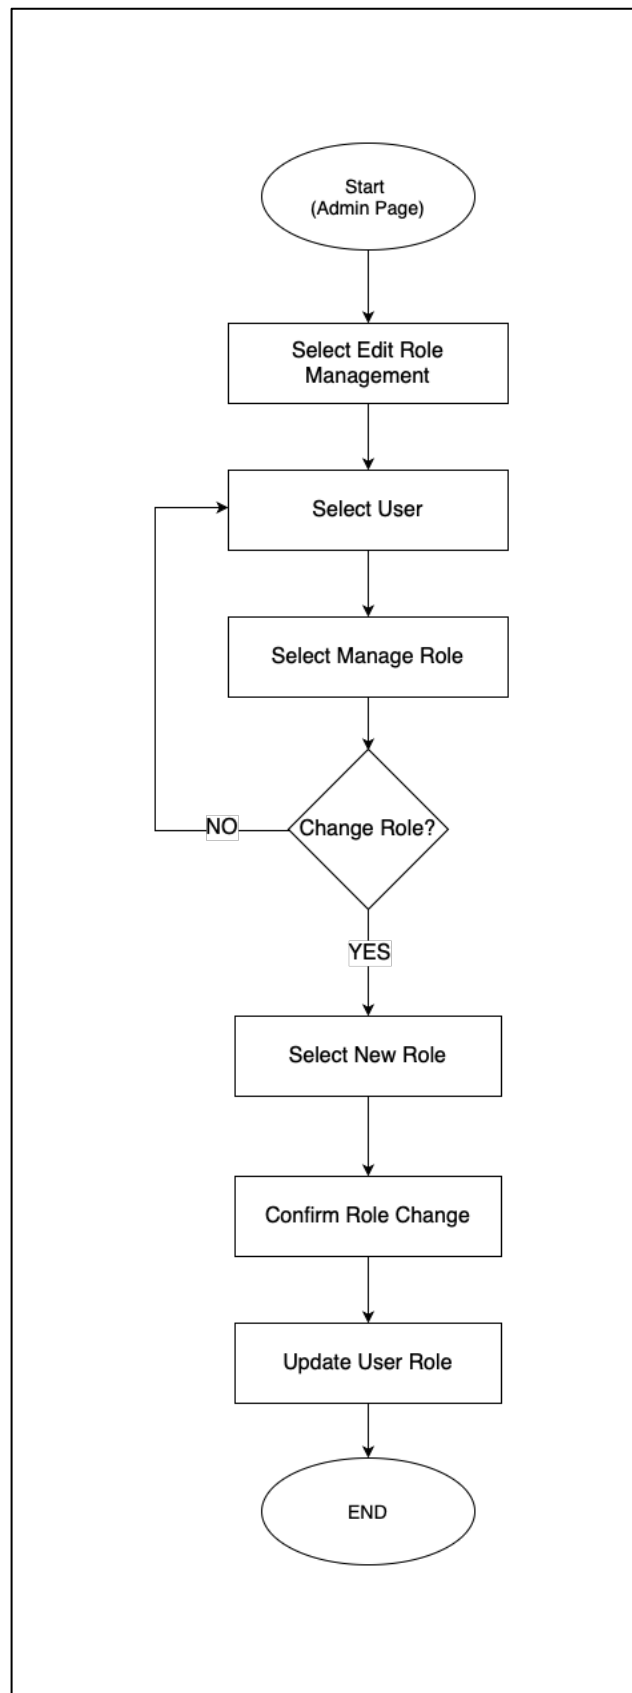 Start
(Admin Page)
Select Edit Role
Management
Select User
Select Manage Role
Change Role?
NO
YES
Select New Role
Confirm Role Change
Update User Role
END